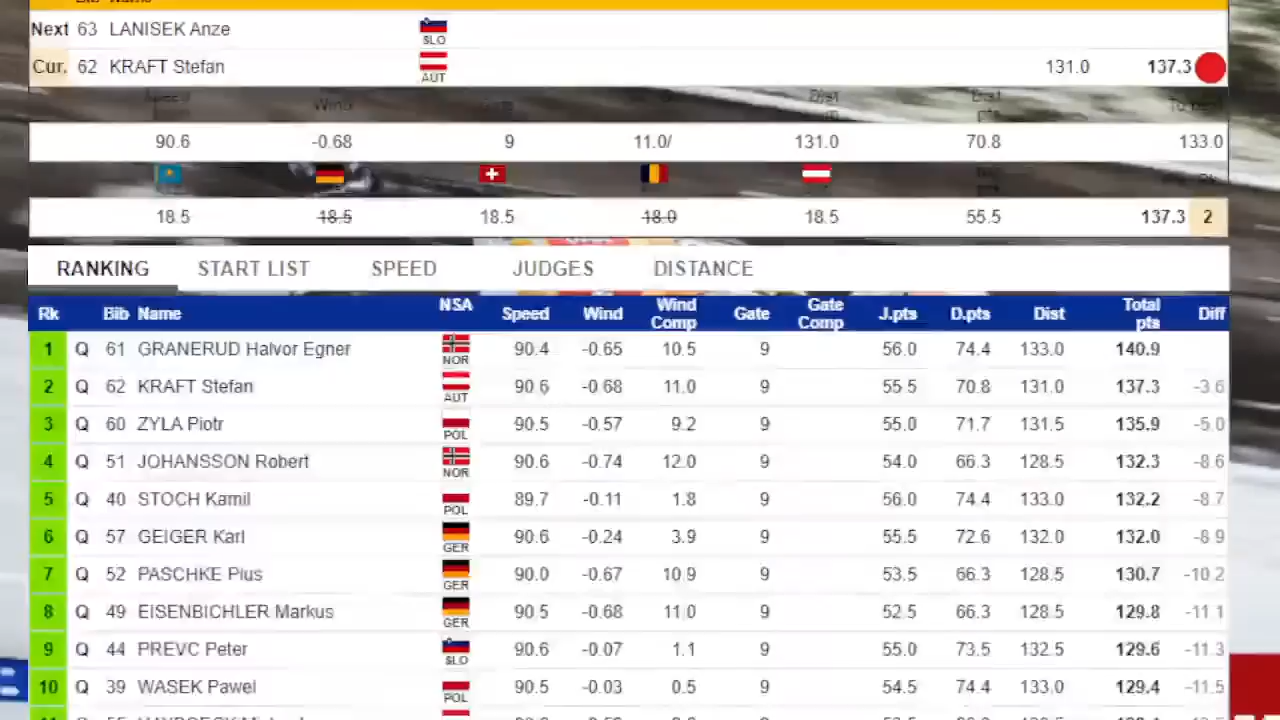 Next 63 LANISEK Anze SLO
Cur. 62 KRAFT Stefan AUT 131.0 137.3
Wind
90.6 -0.68 9 11.0/ 131.0 70.8 133.0
18.5 18.5 18.5 18.0 18.5 55.5 137.3 2
RANKING START LIST SPEED JUDGES DISTANCE
Rk Bib Name NSA Speed Wind Wind Comp Gate Gate Comp J.pts D.pts Dist Total pts Diff
1 Q 61 GRANERUD Halvor Egner NOR 90.4 -0.65 10.5 9 56.0 74.4 133.0 140.9
2 Q 62 KRAFT Stefan AUT 90.6 -0.68 11.0 9 55.5 70.8 131.0 137.3 -3.6
3 Q 60 ZYLA Piotr POL 90.5 -0.57 9.2 9 55.0 71.7 131.5 135.9 -5.0
4 Q 51 JOHANSSON Robert NOR 90.6 -0.74 12.0 9 54.0 66.3 128.5 132.3 -8.6
5 Q 40 STOCH Kamil POL 89.7 -0.11 1.8 9 56.0 74.4 133.0 132.2 -8.7
6 Q 57 GEIGER Karl GER 90.6 -0.24 3.9 9 55.5 72.6 132.0 132.0 -8.9
7 Q 52 PASCHKE Pius GER 90.0 -0.67 10.9 9 53.5 66.3 128.5 130.7 -10.2
8 Q 49 EISENBICHLER Markus GER 90.5 -0.68 11.0 9 52.5 66.3 128.5 129.8 -11.1
9 Q 44 PREVC Peter SLO 90.6 -0.07 1.1 9 55.0 73.5 132.5 129.6 -11.3
10 Q 39 WASEK Pawel POL 90.5 -0.03 0.5 9 54.5 74.4 133.0 129.4 -11.5